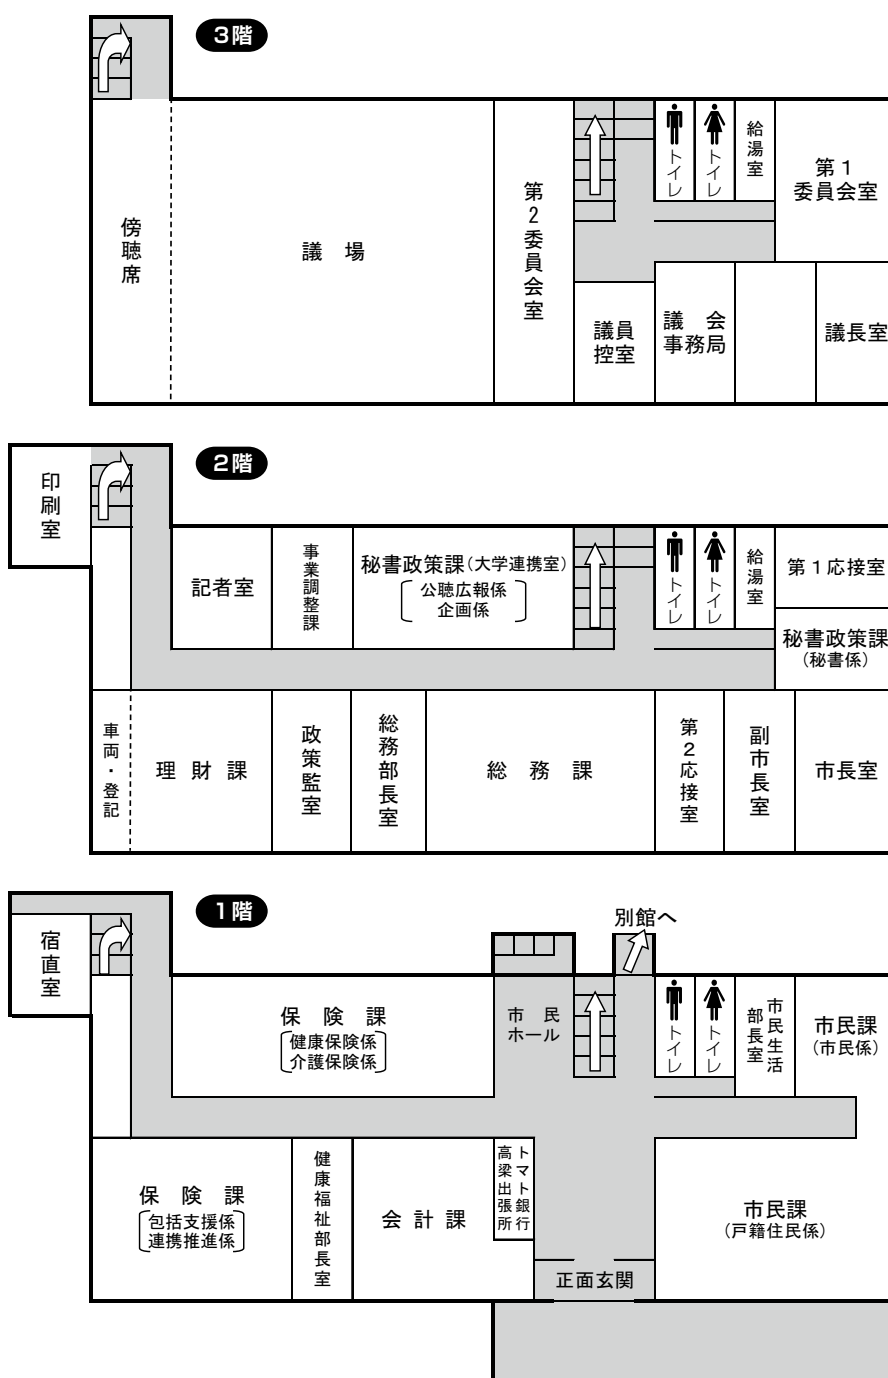 3階
傍聴席
議場
第2委員会室
トイレ
トイレ
給湯室
第1
委員会室
議員
控室
議会
事務局
議長室
2階
印刷室
記者室
事業調整課
秘書政策課(大学連携室)
公聴広報係
企画係
トイレ
トイレ
給湯室
第1応接室
秘書政策課
(秘書係)
車両・登記
理財課
政策監室
総務部長室
総務課
第2応接室
副市長室
市長室
1階
別館へ
宿直室
保険課
健康保険係
介護保険係
市民
ホール
トイレ
トイレ
市民生活
部長室
市民課
(市民係)
保険課
包括支援係
連携推進係
健康福祉部長室
会計課
トマト銀行
高梁出張所
市民課
(戸籍住民係)
正面玄関